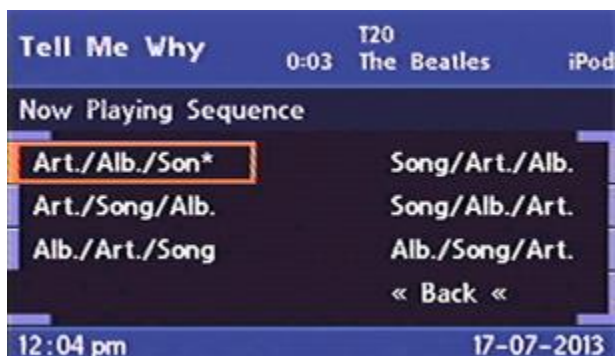 Tell Me Why 0:03 T20 The Beatles iPod
Now Playing Sequence
Art./Alb./Son* Song/Art./Alb.
Art./Song/Alb. Song/Alb./Art.
Alb./Art./Song Alb./Song/Art.
« Back «
12:04 pm 17-07-2013